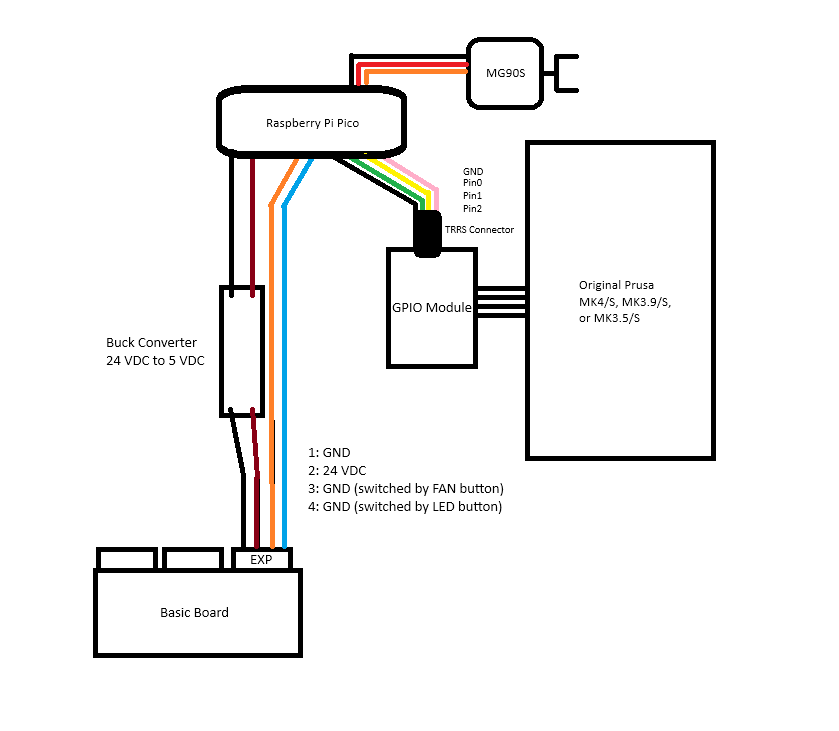 MG90S
Raspberry Pi Pico
GND
Pin0
Pin1
Pin2
TRRS Connector
GPIO Module
Original Prusa
MK4/S, MK3.9/S,
or MK3.5/S
Buck Converter
24 VDC to 5 VDC
1: GND
2: 24 VDC
3: GND (switched by FAN button)
4: GND (switched by LED button)
EXP
Basic Board